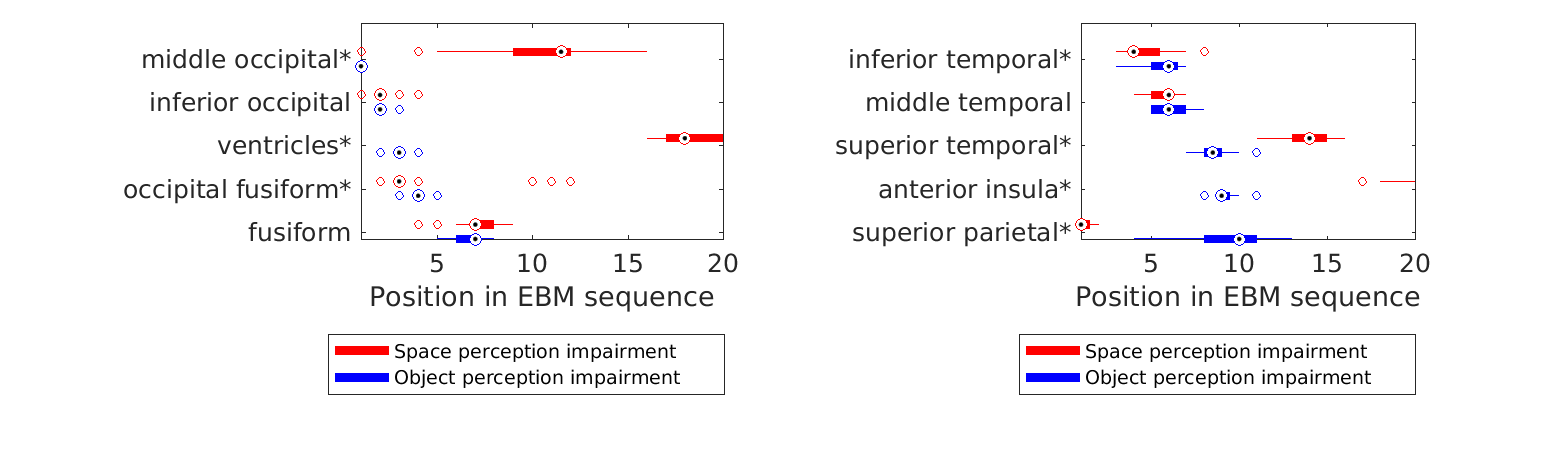 middle occipital*
inferior occipital
ventricles*
occipital fusiform*
fusiform
5 10 15 20
Position in EBM sequence
Space perception impairment
Object perception impairment
inferior temporal*
middle temporal
superior temporal*
anterior insula*
superior parietal*
5 10 15 20
Position in EBM sequence
Space perception impairment
Object perception impairment